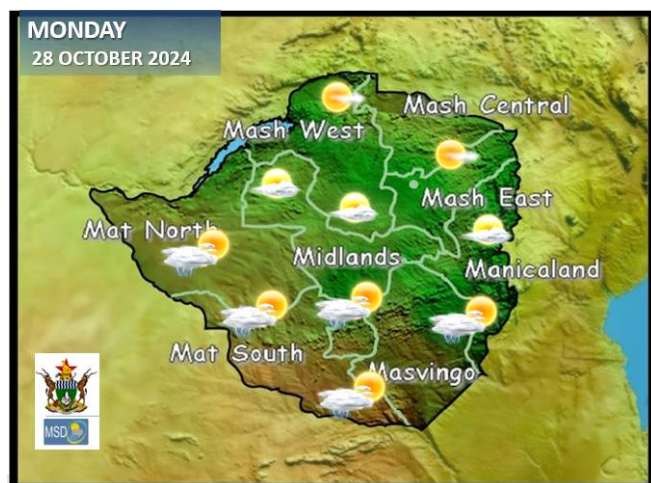 MONDAY
28 OCTOBER 2024
Mash Central
Mash West
Mash East
Mat North
Midlands
Manicaland
Mat South
Masvingo
MSD